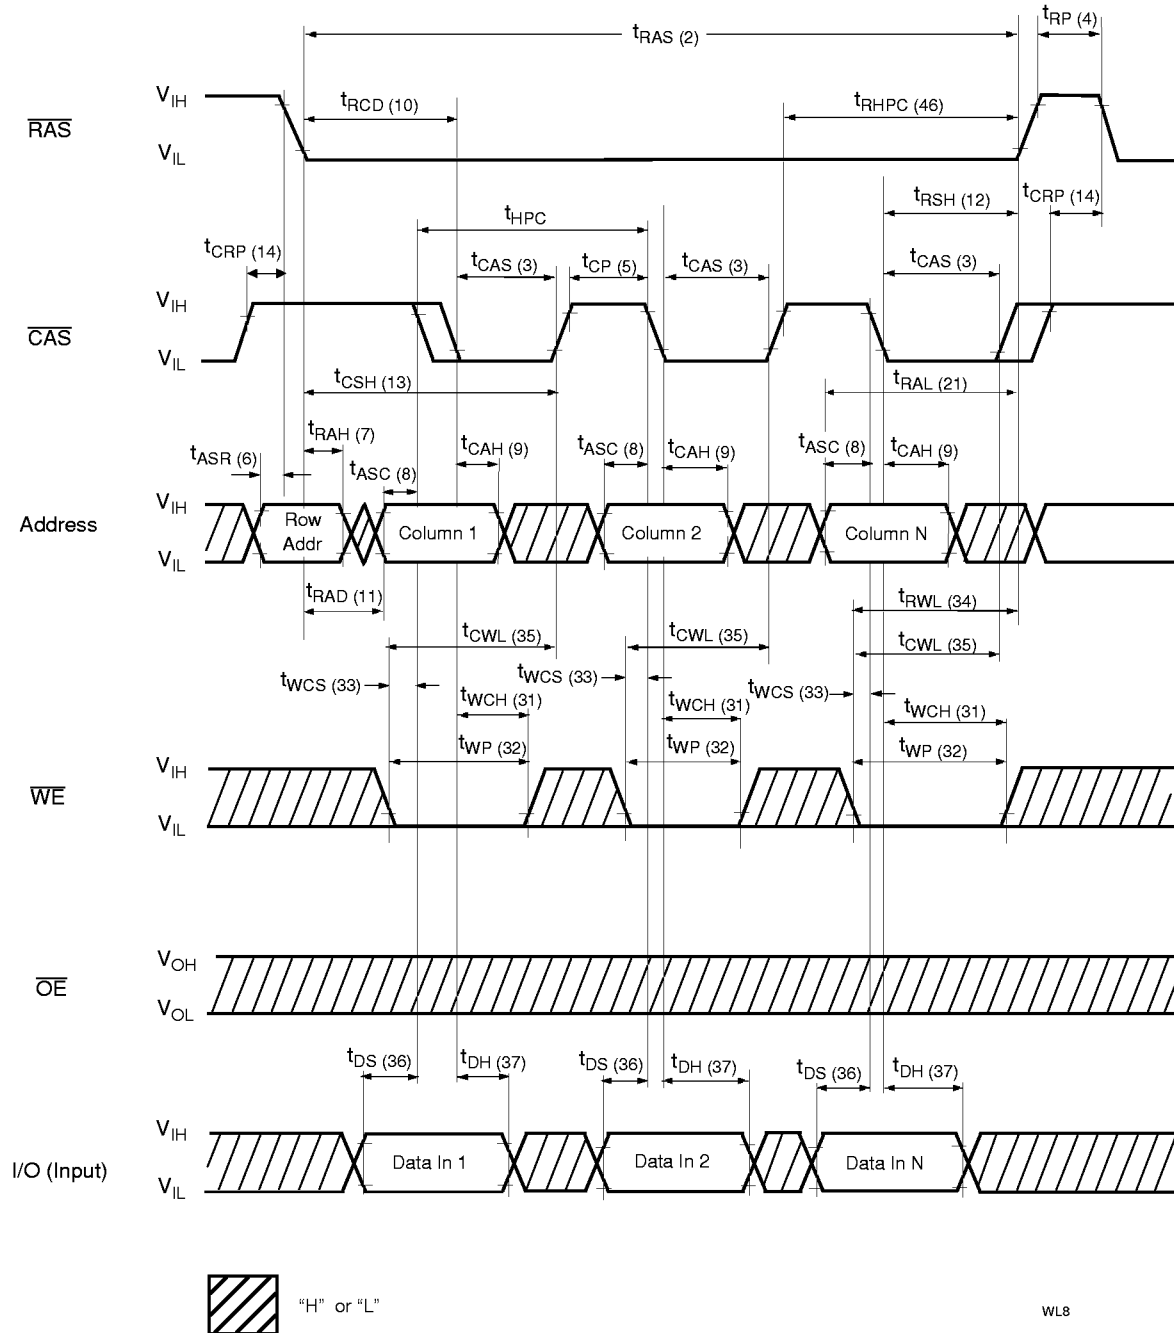 tRAS (2)
tRP (4)
VIH
tRCD (10)
tRHPC (46)
RAS
VIL
tRSH (12)
tCRP (14)
tHPC
tCRP (14)
tCAS (3)
tCP (5)
tCAS (3)
tCAS (3)
VIH
CAS
VIL
tCSH (13)
tRAL (21)
tRAH (7)
tASR (6)
tASC (8)
tCAH (9)
tASC (8)
tCAH (9)
tASC (8)
tCAH (9)
VIH
Address
Row
Addr
Column 1
Column 2
Column N
VIL
tRAD (11)
tRWL (34)
tCWL (35)
tCWL (35)
tCWL (35)
tWCS (33)
tWCS (33)
tWCS (33)
tWCH (31)
tWCH (31)
tWCH (31)
tWP (32)
tWP (32)
tWP (32)
VIH
WE
VIL
VOH
OE
VOL
tDS (36)
tDH (37)
tDS (36)
tDH (37)
tDS (36)
tDH (37)
VIH
I/O (Input)
Data In 1
Data In 2
Data In N
VIL
“H” or “L”
WL8